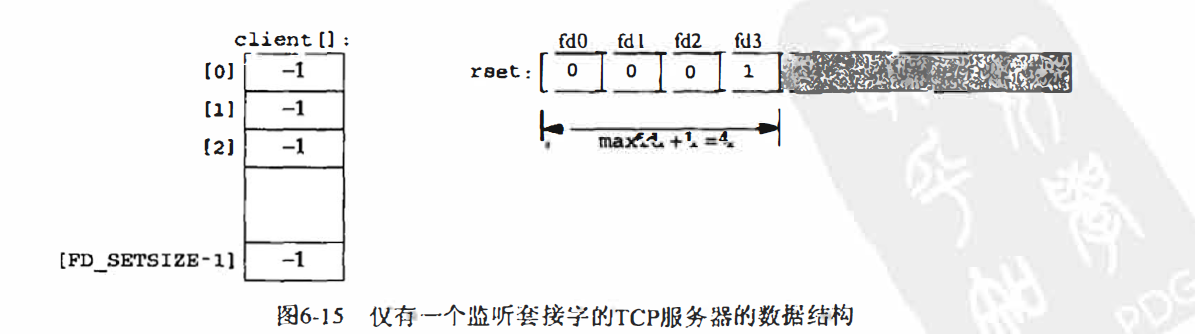 client[]:
[0] -1
[1] -1
[2] -1
[FD_SETSIZE-1] -1
fd0 fd1 fd2 fd3
rset: 0 0 0 1
maxfd + 1 = 4
图6-15 仅有一个监听套接字的TCP服务器的数据结构
PDG